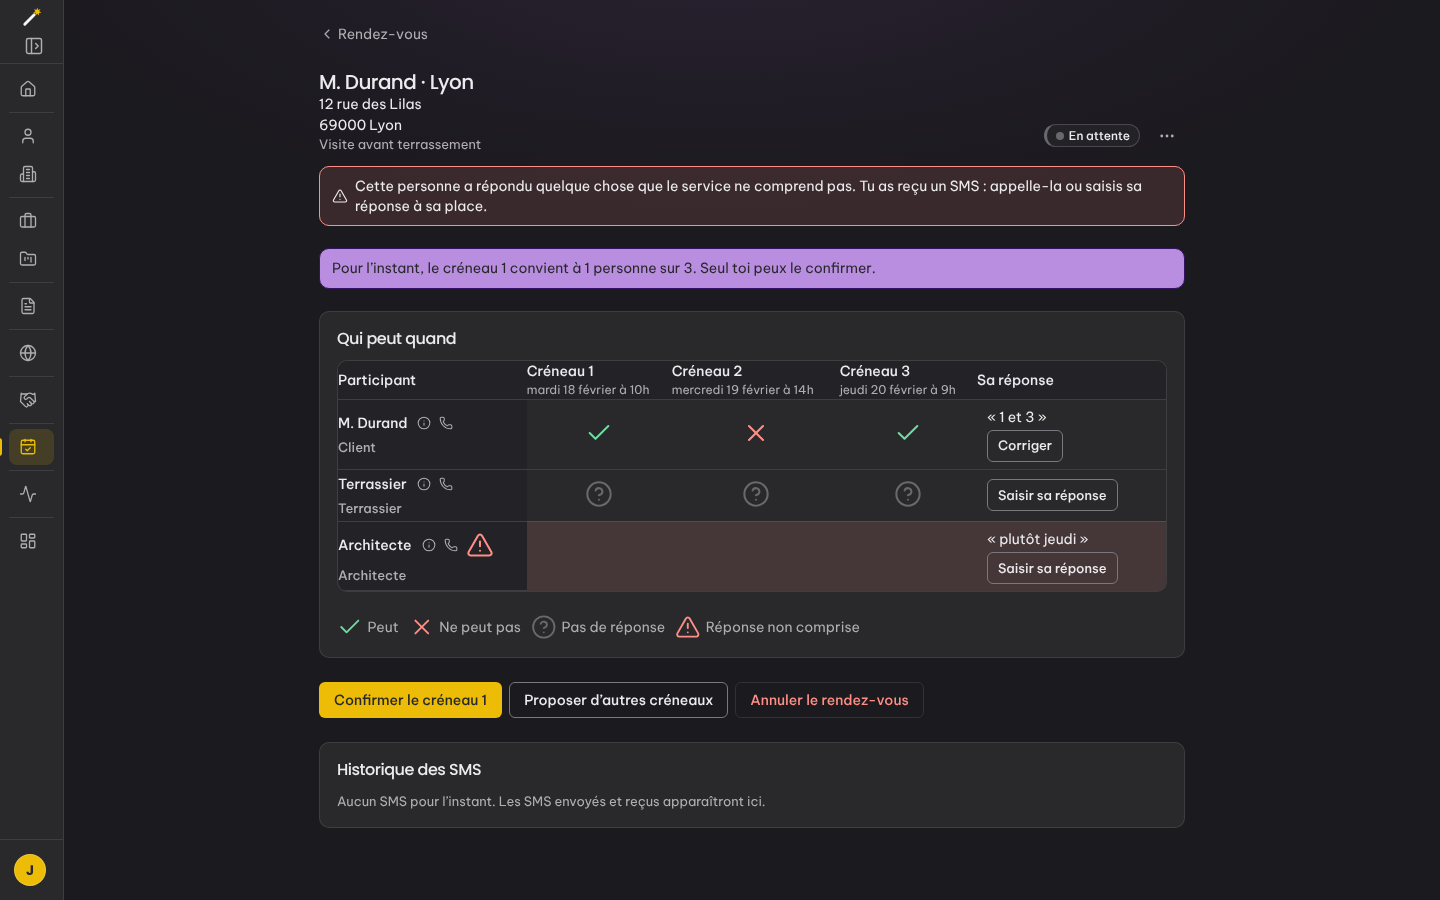 Rendez-vous
M. Durand · Lyon
12 rue des Lilas
69000 Lyon
Visite avant terrassement
En attente
Cette personne a répondu quelque chose que le service ne comprend pas. Tu as reçu un SMS : appelle-la ou saisis sa
réponse à sa place.
Pour l’instant, le créneau 1 convient à 1 personne sur 3. Seul toi peux le confirmer.
Qui peut quand
Participant
Créneau 1
mardi 18 février à 10h
Créneau 2
mercredi 19 février à 14h
Créneau 3
jeudi 20 février à 9h
Sa réponse
M. Durand
Client
« 1 et 3 »
Corriger
Terrassier
Terrassier
Saisir sa réponse
Architecte
Architecte
« plutôt jeudi »
Saisir sa réponse
Peut
Ne peut pas
Pas de réponse
Réponse non comprise
Confirmer le créneau 1
Proposer d’autres créneaux
Annuler le rendez-vous
Historique des SMS
Aucun SMS pour l’instant. Les SMS envoyés et reçus apparaîtront ici.
J